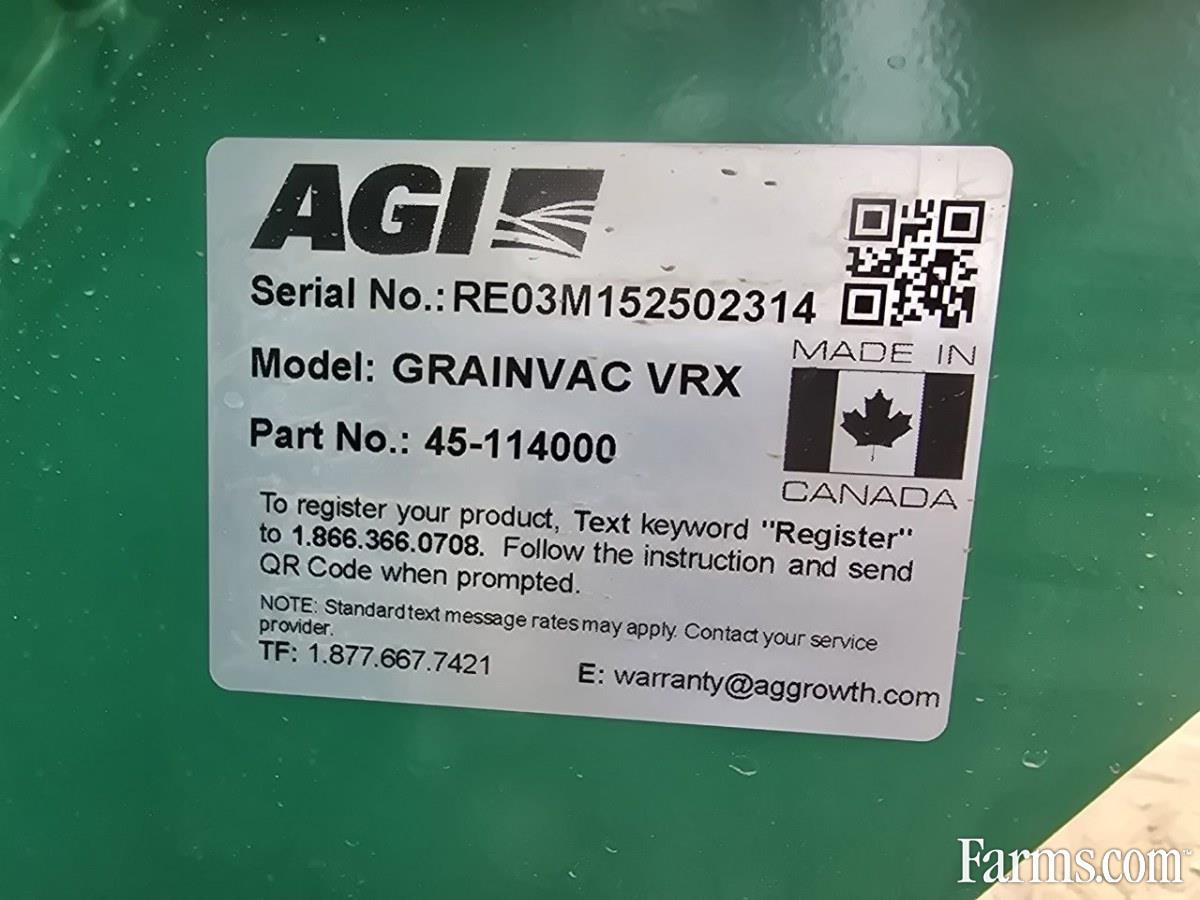 AGI
Serial No.: RE03M152502314
Model: GRAINVAC VRX
Part No.: 45-114000
MADE IN
CANADA
To register your product, Text keyword "Register"
to 1.866.366.0708. Follow the instruction and send
QR Code when prompted.
NOTE: Standard text message rates may apply. Contact your service
provider.
TF: 1.877.667.7421
E: warranty@aggrowth.com
Farms.com™